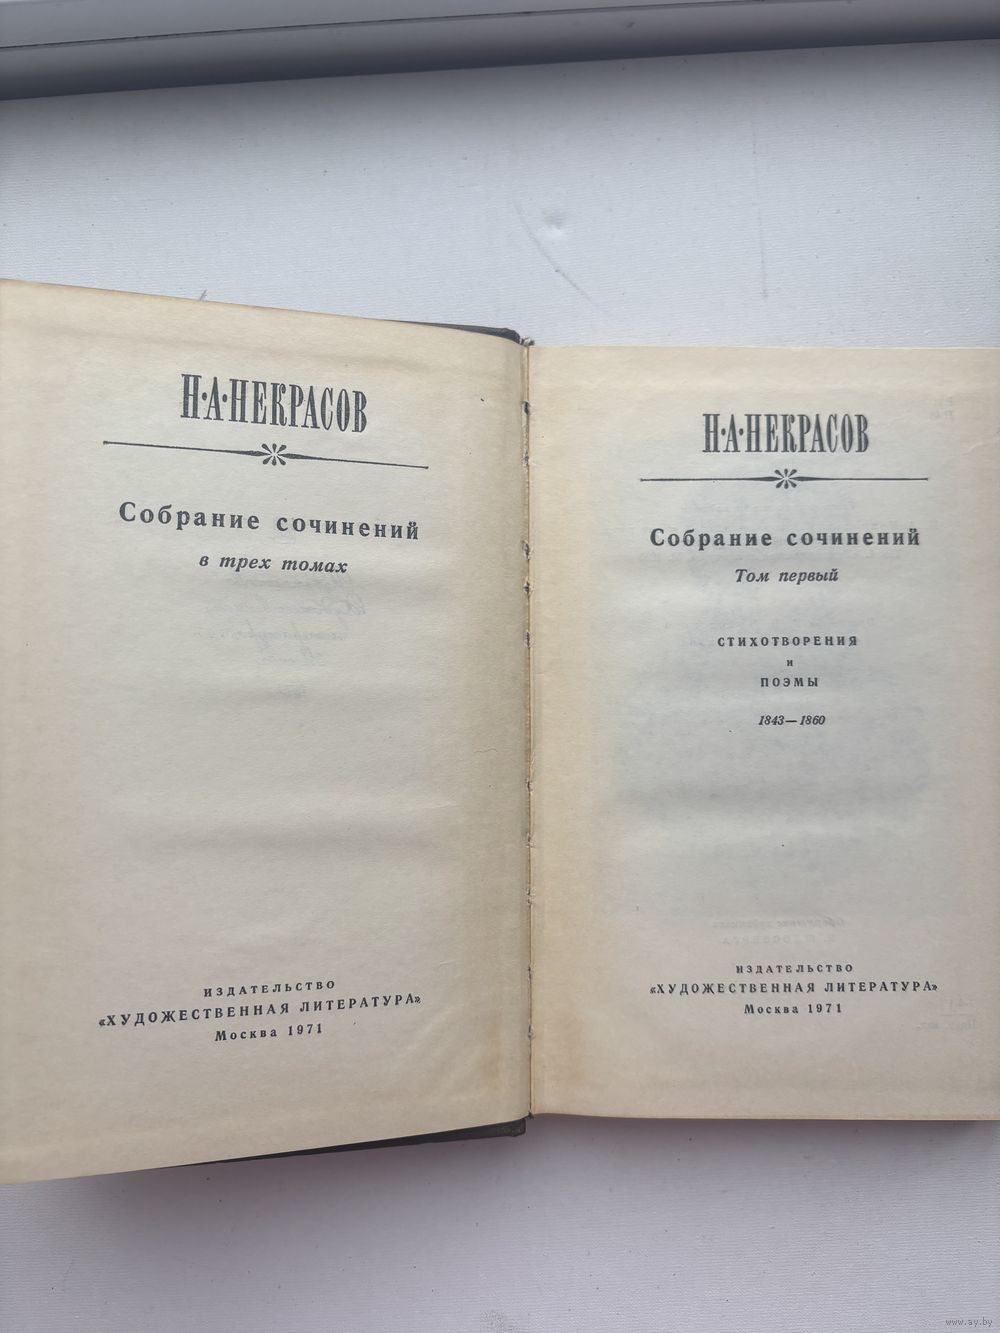 Н·А·НЕКРАСОВ
Собрание сочинений
в трех томах
ИЗДАТЕЛЬСТВО
«ХУДОЖЕСТВЕННАЯ ЛИТЕРАТУРА»
Москва 1971
Н·А·НЕКРАСОВ
Собрание сочинений
Том первый
СТИХОТВОРЕНИЯ
И
ПОЭМЫ
1843—1860
ИЗДАТЕЛЬСТВО
«ХУДОЖЕСТВЕННАЯ ЛИТЕРАТУРА»
Москва 1971
www.ay.by